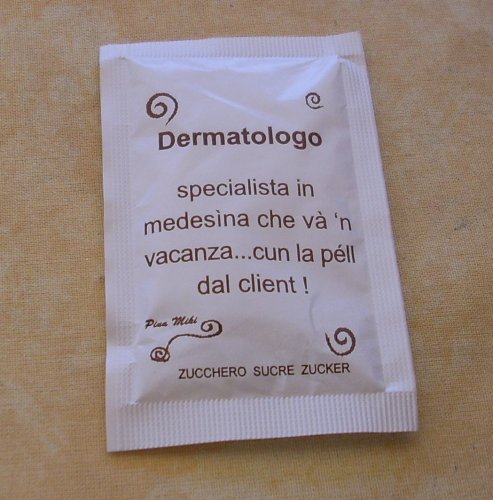 Dermatologo
specialista in
medesìna che và 'n
vacanza...cun la péll
dal client !
Pina Miki
ZUCCHERO SUCRE ZUCKER